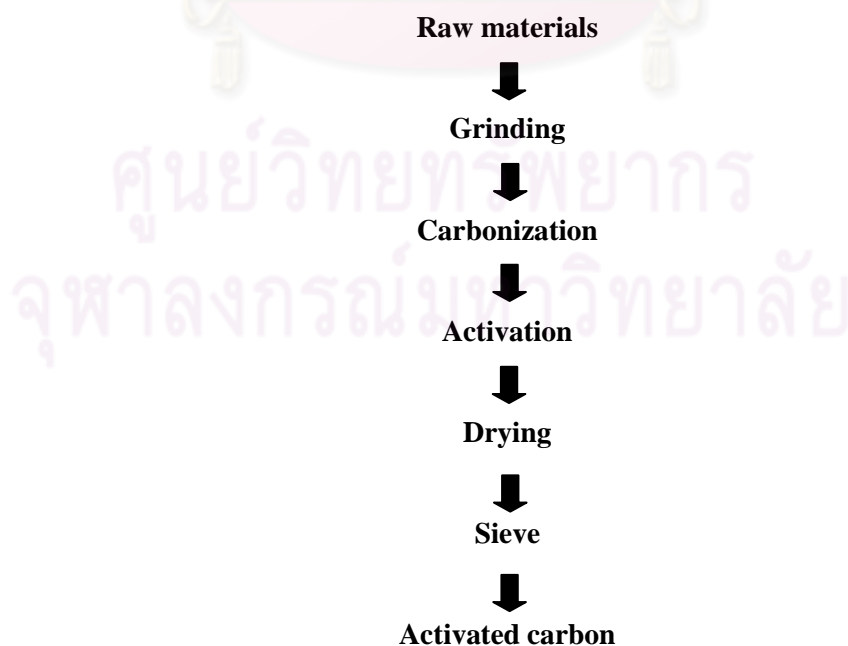 Raw materials
Grinding
ศูนย์วิทยทรัพยากร
Carbonization
จุฬาลงกรณ์มหาวิทยาลัย
Activation
Drying
Sieve
Activated carbon